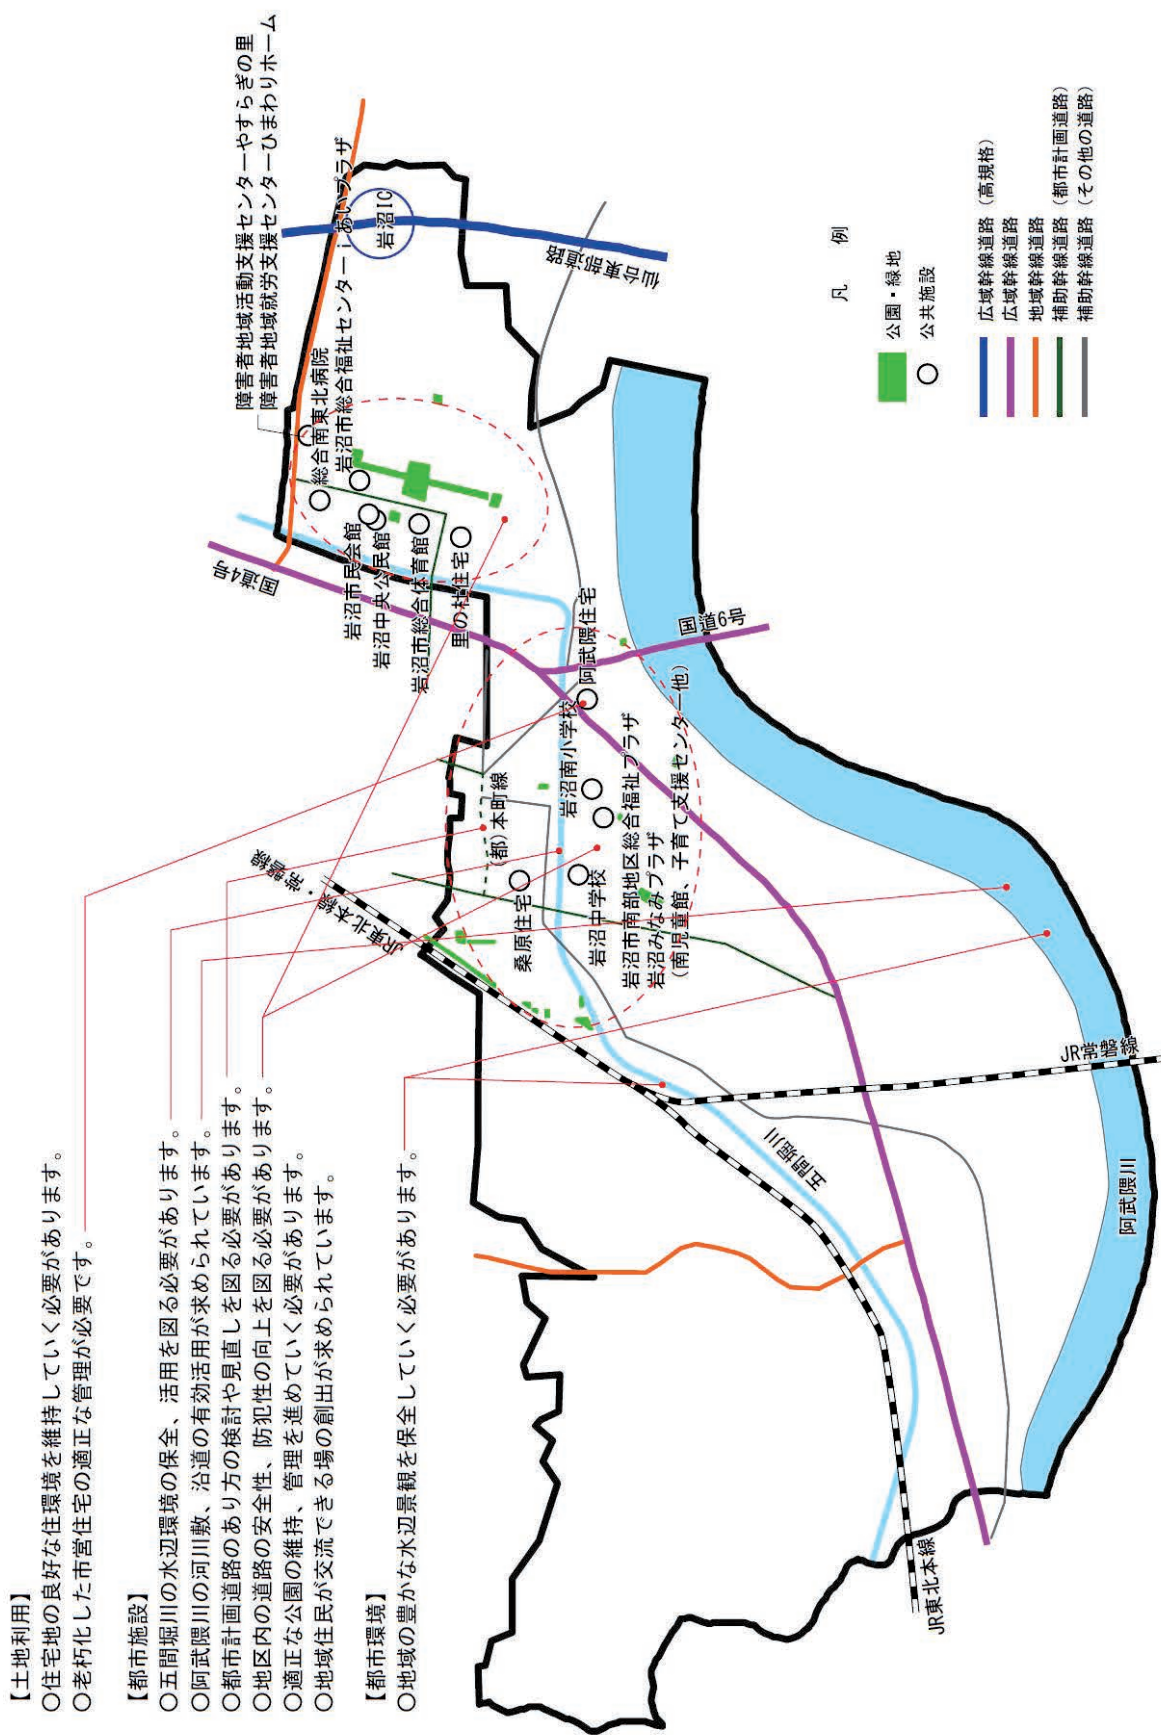 【土地利用】
○住宅地の良好な住環境を維持していく必要があります。
○老朽化した市営住宅の適正な管理が必要です。
【都市施設】
○五間堀川の水辺環境の保全、活用を図る必要があります。
○阿武隈川の河川敷、沿道の有効活用が求められています。
○都市計画道路のあり方の検討や見直しを図る必要があります。
○地区内の道路の安全性、防犯性の向上を図る必要があります。
○適正な公園の維持、管理を進めていく必要があります。
○地域住民が交流できる場の創出が求められています。
【都市環境】
○地域の豊かな水辺景観を保全していく必要があります。
障害者地域活動支援センターやすらぎの里
障害者地域就労支援センターひまわりホーム
総合南東北病院
岩沼市総合福祉センターiあいプラザ
岩沼IC
仙台東部道路
国道4号
岩沼市民会館
岩沼中央公民館
岩沼市総合体育館
里の杜住宅
阿武隈住宅
国道6号
JR東北本線・常磐線
(都)本町線
岩沼南小学校
桑原住宅
岩沼中学校
岩沼市南部地区総合福祉プラザ
岩沼みなみプラザ
(南児童館、子育て支援センター他)
五間堀川
JR常磐線
阿武隈川
JR東北本線
凡 例
公園・緑地
公共施設
広域幹線道路(高規格)
広域幹線道路
地域幹線道路
補助幹線道路(都市計画道路)
補助幹線道路(その他の道路)